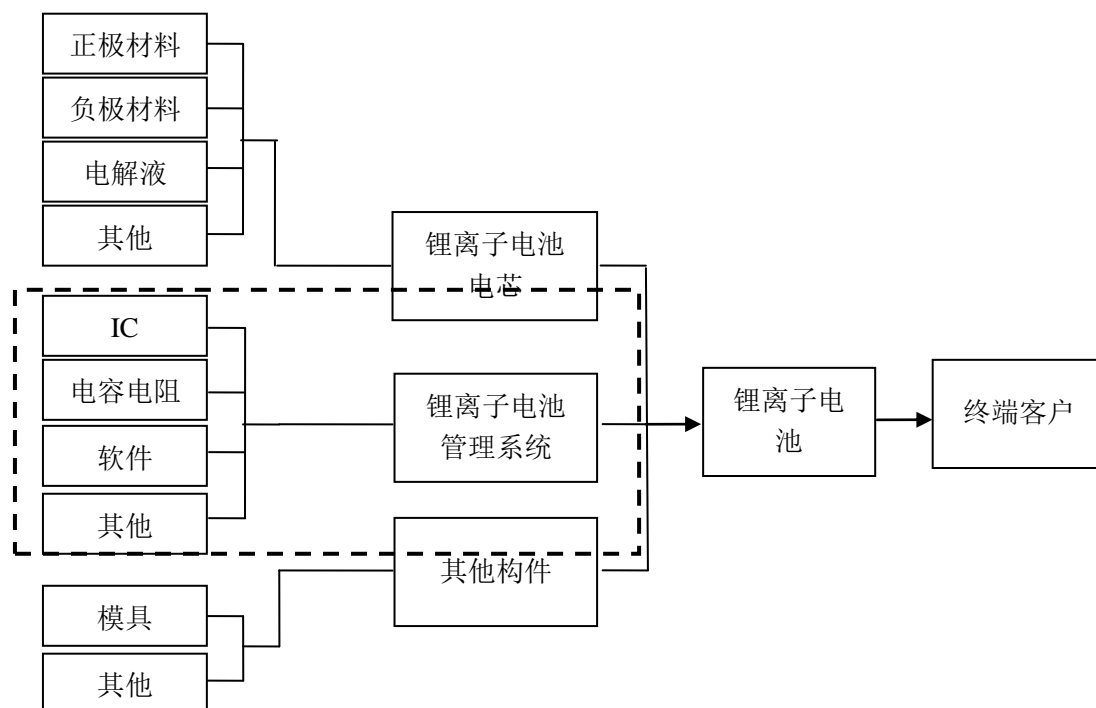 正极材料
负极材料
电解液
其他
锂离子电池
电芯
IC
电容电阻
软件
其他
锂离子电池
管理系统
锂离子电
池
终端客户
其他构件
模具
其他